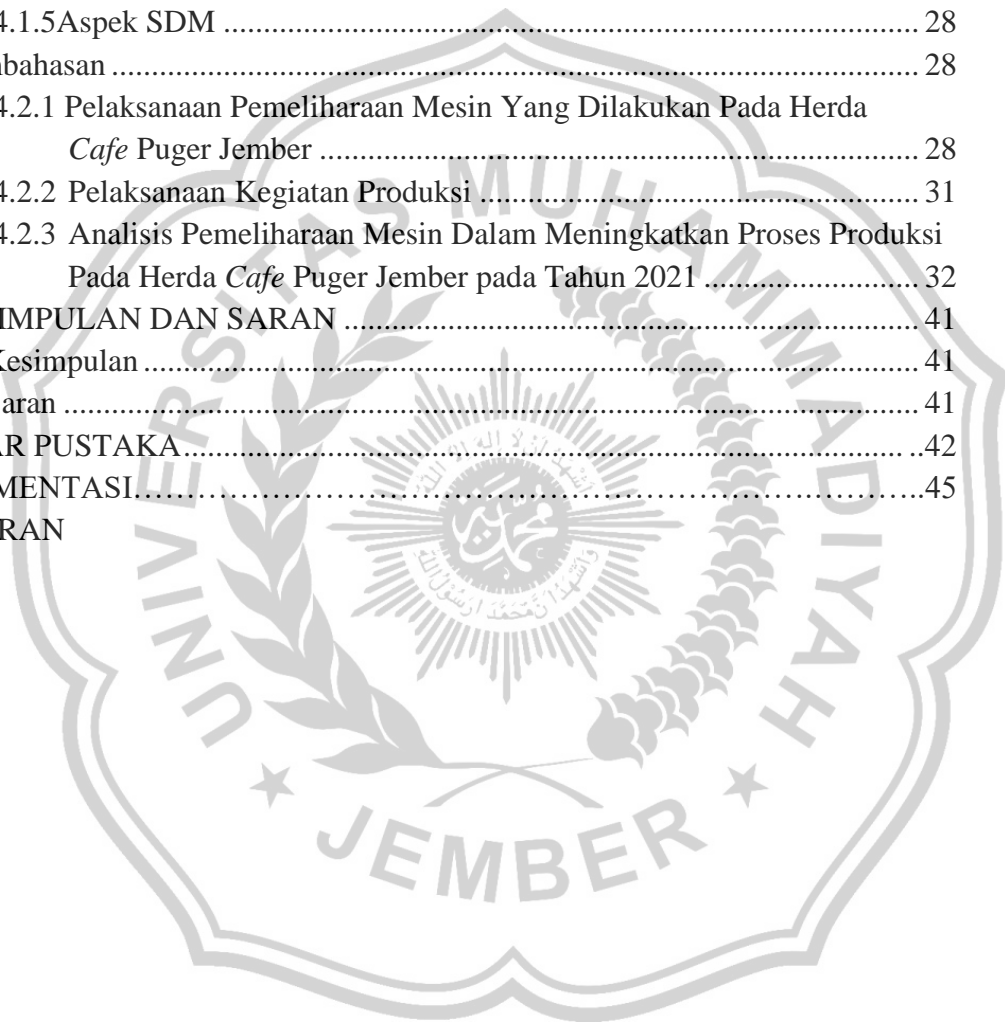 4.1.5Aspek SDM ........................................................................................ 28
nbahasan ........................................................................................................ 28
4.2.1 Pelaksanaan Pemeliharaan Mesin Yang Dilakukan Pada Herda
Cafe Puger Jember ............................................................................. 28
4.2.2 Pelaksanaan Kegiatan Produksi ......................................................... 31
4.2.3 Analisis Pemeliharaan Mesin Dalam Meningkatkan Proses Produksi
Pada Herda Cafe Puger Jember pada Tahun 2021 ............................ 32
IMPULAN DAN SARAN .......................................................................... 41
Kesimpulan .................................................................................................... 41
aran .............................................................................................................. 41
AR PUSTAKA............................................................................................. ..42
MENTASI…………………………………………………………………..45
RAN
UNIVERSITAS MUHAMMADIYAH
JEMBER